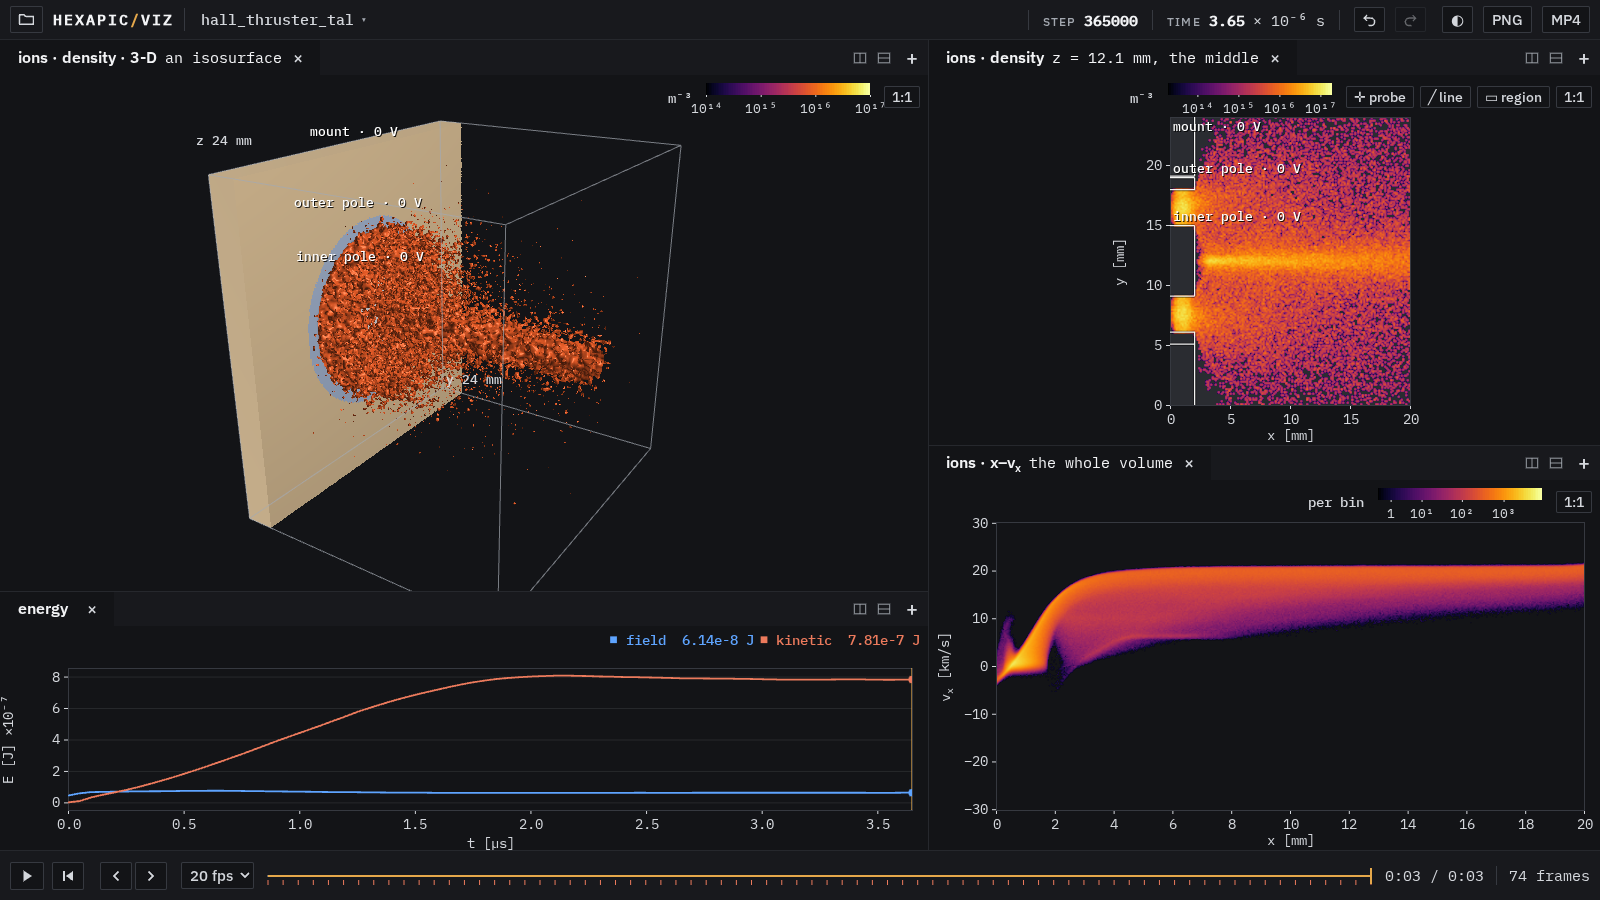 HEXAPIC/VIZ hall_thruster_tal ▾ STEP 365000 TIME 3.65 × 10⁻⁶ s PNG MP4
ions · density · 3-D an isosurface ×
m⁻³ 10¹⁴ 10¹⁵ 10¹⁶ 10¹⁷ 1:1
z 24 mm
mount · 0 V
outer pole · 0 V
inner pole · 0 V
y 24 mm
energy ×
field 6.14e-8 J kinetic 7.81e-7 J
E [J] ×10⁻⁷
8
6
4
2
0
0.0 0.5 1.0 1.5 2.0 2.5 3.0 3.5
t [µs]
ions · density z = 12.1 mm, the middle ×
m⁻³ 10¹⁴ 10¹⁵ 10¹⁶ 10¹⁷ probe line region 1:1
mount · 0 V
outer pole · 0 V
inner pole · 0 V
y [mm]
20
15
10
5
0
0 5 10 15 20
x [mm]
ions · x–vₓ the whole volume ×
per bin 1 10¹ 10² 10³ 1:1
vₓ [km/s]
30
20
10
0
−10
−20
−30
0 2 4 6 8 10 12 14 16 18 20
x [mm]
20 fps 0:03 / 0:03 74 frames